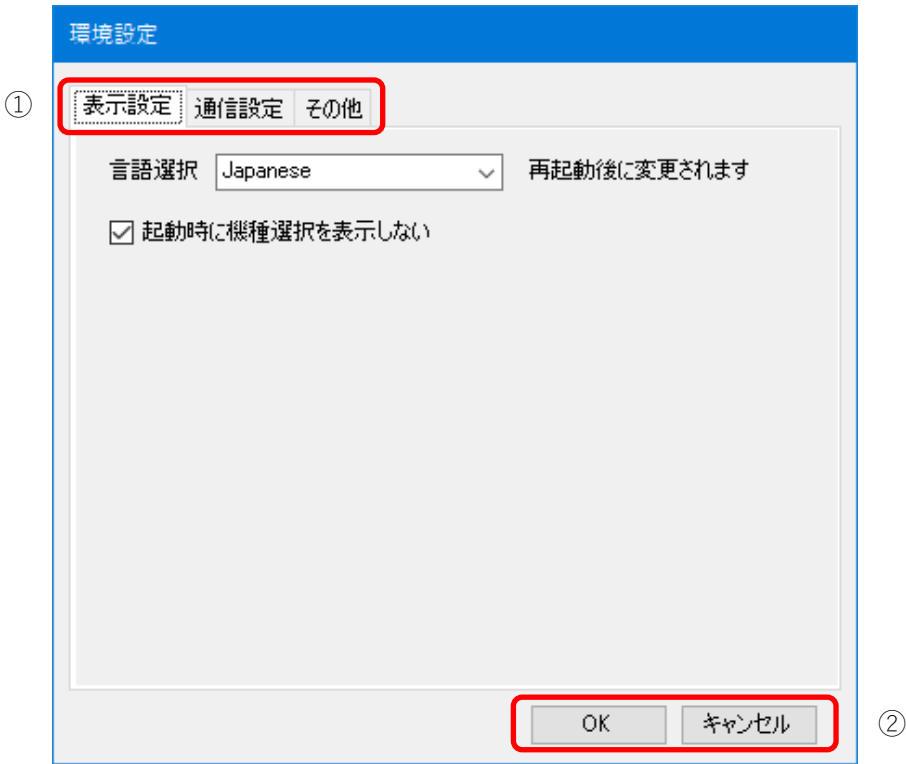 環境設定
① 表示設定 通信設定 その他
言語選択 Japanese 再起動後に変更されます
起動時に機種選択を表示しない
OK キャンセル ②